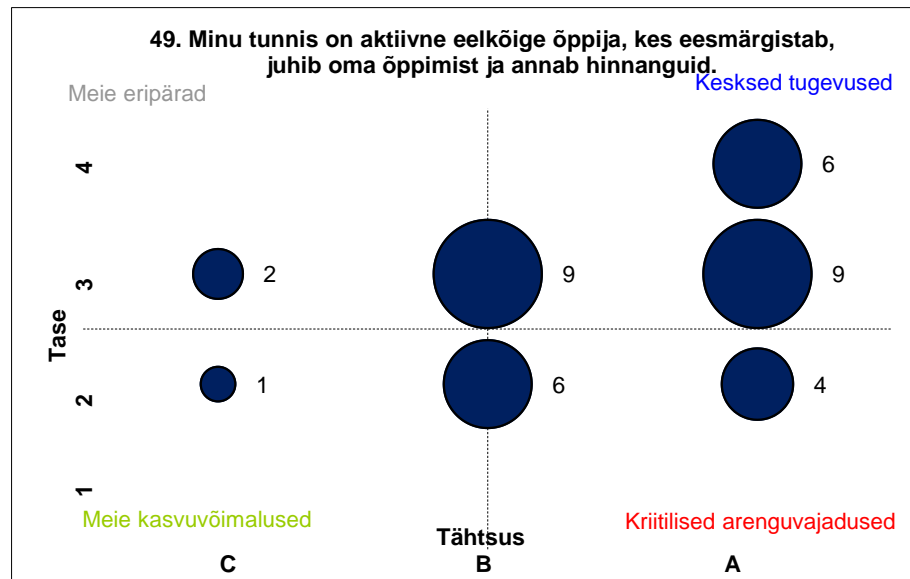 49. Minu tunnis on aktiivne eelkõige õppija, kes eesmärgistab,
juhib oma õppimist ja annab hinnanguid.
Meie eripärad
Kesksed tugevused
4
6
3
2
9
9
Tase
2
1
6
4
1
Meie kasvuvõimalused
Kriitilised arenguvajadused
Tähtsus
C
B
A